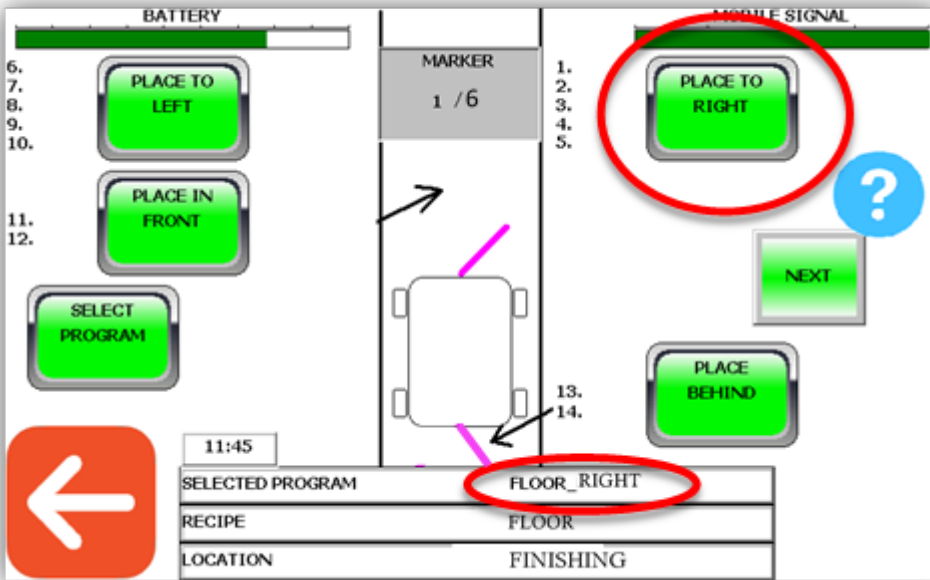 BATTERY
MOBILE SIGNAL
6.
7.
8.
9.
10.
PLACE TO
LEFT
MARKER
1 /6
1.
2.
3.
4.
5.
PLACE TO
RIGHT
11.
12.
PLACE IN
FRONT
?
NEXT
SELECT
PROGRAM
PLACE
BEHIND
13.
14.
11:45
SELECTED PROGRAM FLOOR_RIGHT
RECIPE FLOOR
LOCATION FINISHING